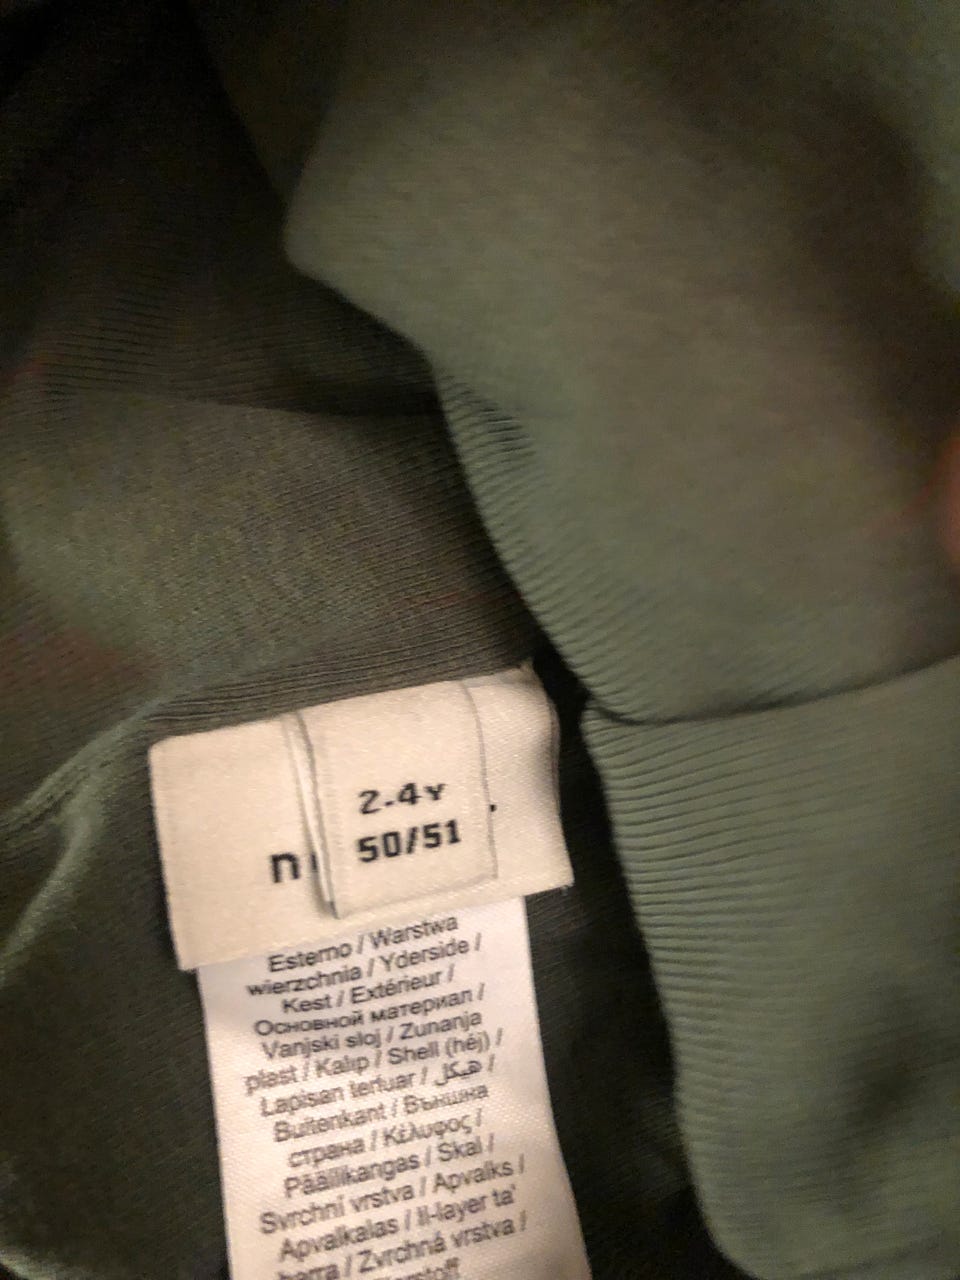 2-4Y
50/51
n
Esterno / Warstwa
wierzchnia / Yderside /
Kest / Extérieur /
Основной материал /
Vanjski sloj / Zunanja
plast / Kalıp / Shell (héj) /
Lapisan terluar / هيكل /
Buitenkant / Външна
страна / Κέλυφος /
Päällikangas / Skal /
Svrchní vrstva / Apvalks /
Apvalkalas / Il-layer ta'
barra / Zvrchná vrstva /